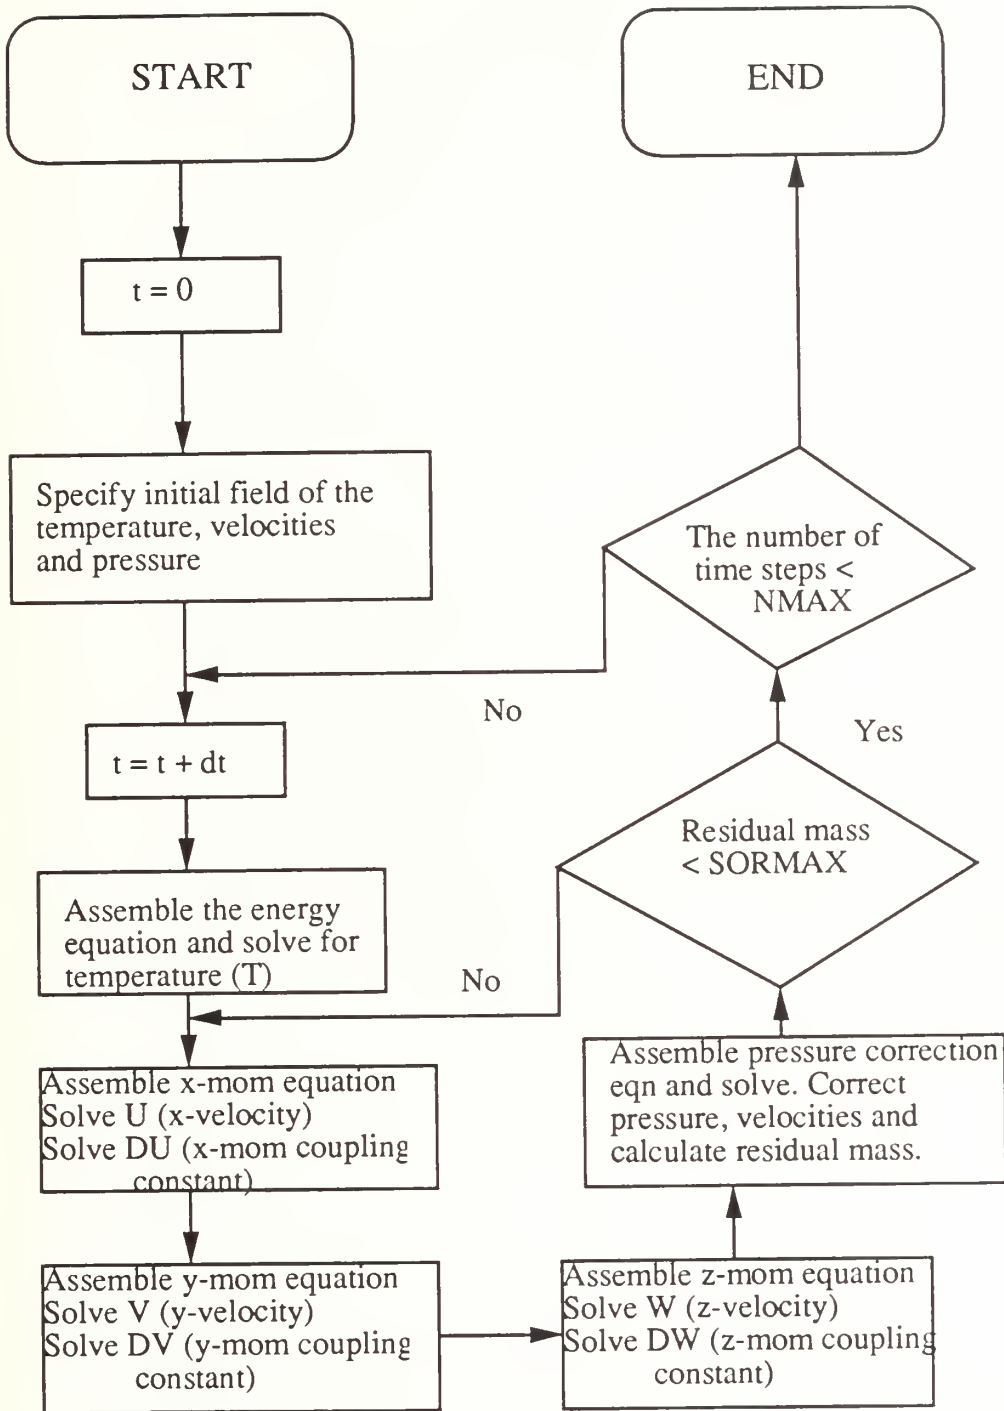 START
END
t = 0
Specify initial field of the
temperature, velocities
and pressure
The number of
time steps <
NMAX
No
Yes
t = t + dt
Residual mass
< SORMAX
Assemble the energy
equation and solve for
temperature (T)
No
Assemble x-mom equation
Solve U (x-velocity)
Solve DU (x-mom coupling
constant)
Assemble pressure correction
eqn and solve. Correct
pressure, velocities and
calculate residual mass.
Assemble y-mom equation
Solve V (y-velocity)
Solve DV (y-mom coupling
constant)
Assemble z-mom equation
Solve W (z-velocity)
Solve DW (z-mom coupling
constant)